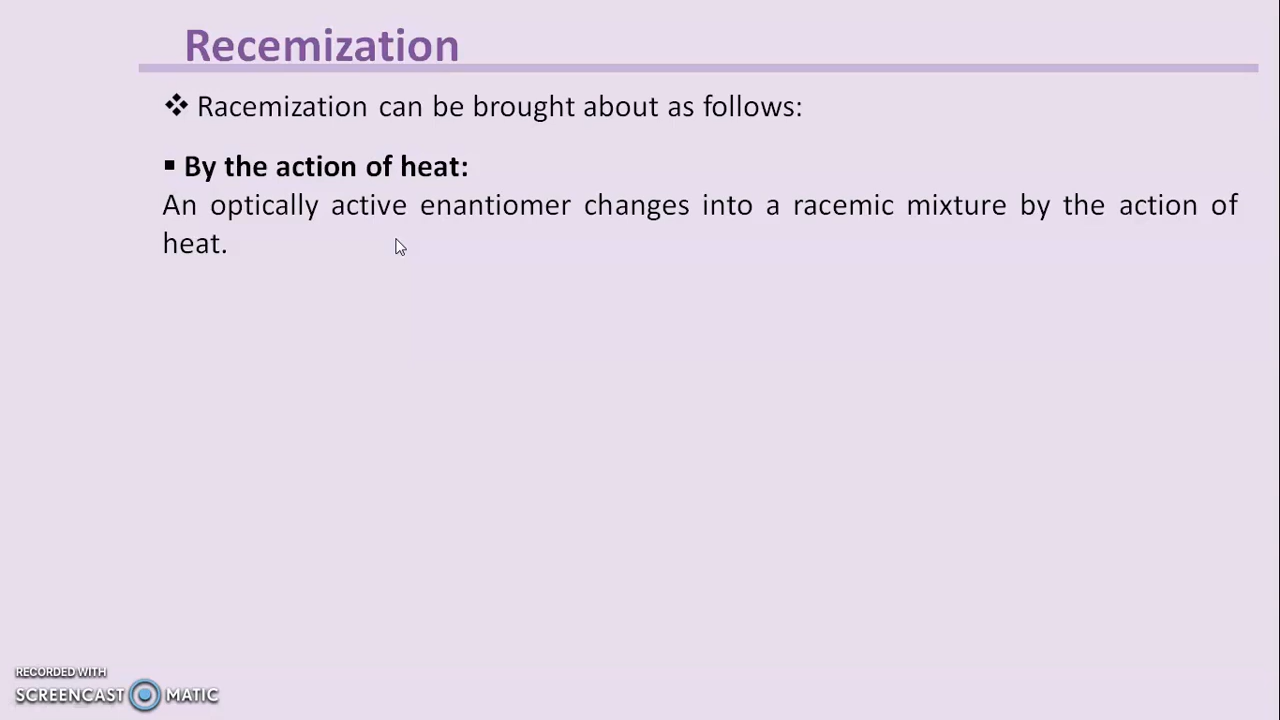 Recemization
❖ Racemization can be brought about as follows:
▪ By the action of heat:
An optically active enantiomer changes into a racemic mixture by the action of
heat.
RECORDED WITH
SCREENCAST MATIC